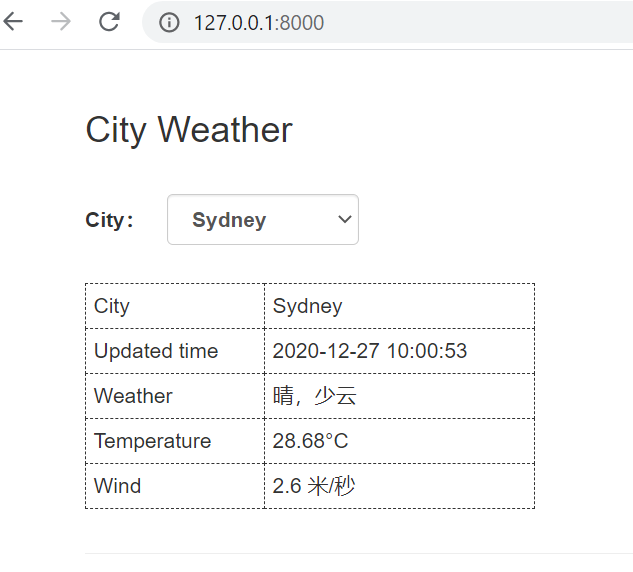 127.0.0.1:8000
City Weather
City： Sydney
City Sydney
Updated time 2020-12-27 10:00:53
Weather 晴，少云
Temperature 28.68°C
Wind 2.6 米/秒